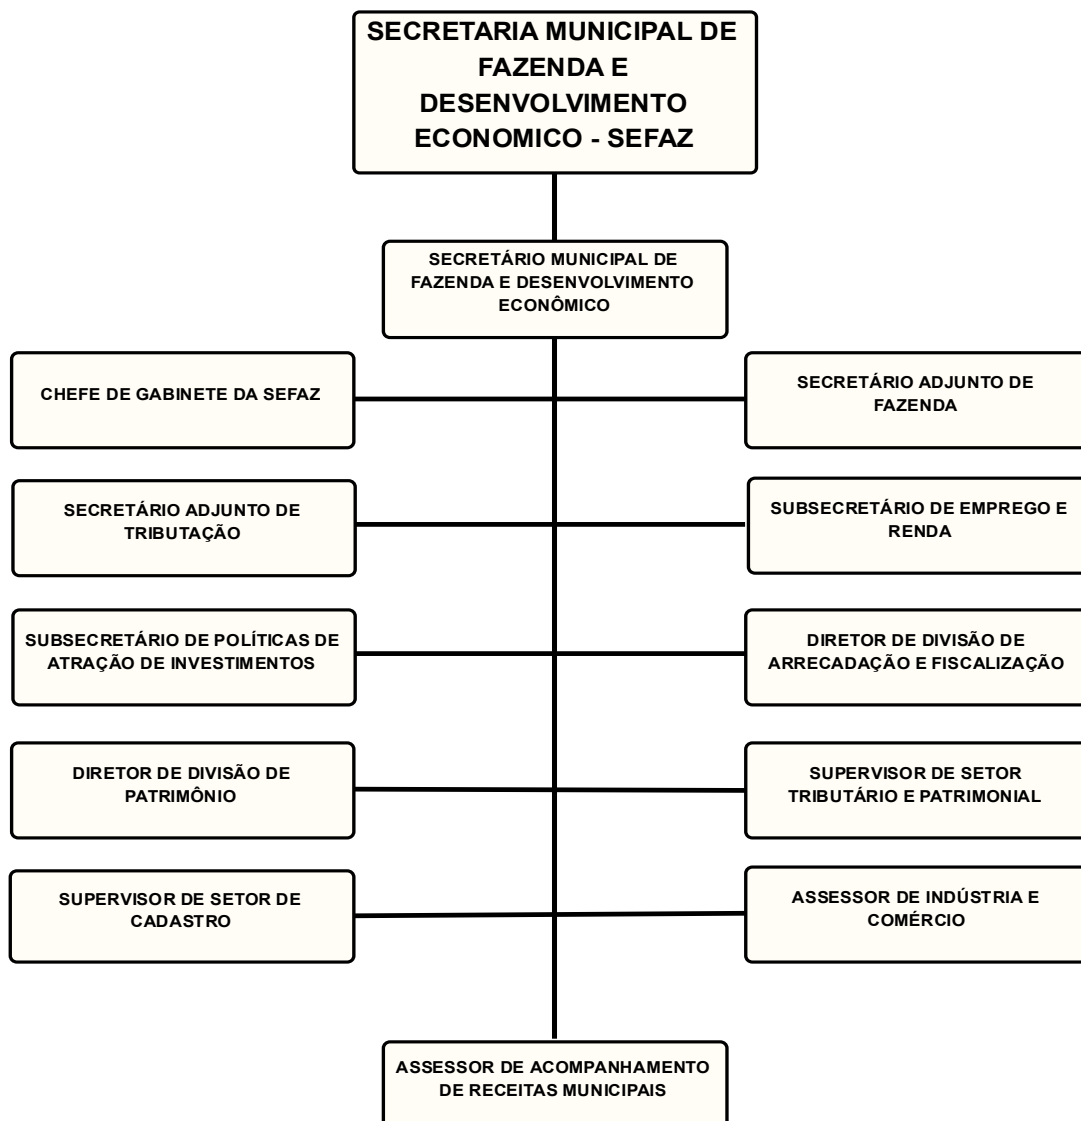 SECRETARIA MUNICIPAL DE
FAZENDA E
DESENVOLVIMENTO
ECONOMICO - SEFAZ
SECRETÁRIO MUNICIPAL DE
FAZENDA E DESENVOLVIMENTO
ECONÔMICO
CHEFE DE GABINETE DA SEFAZ
SECRETÁRIO ADJUNTO DE
FAZENDA
SECRETÁRIO ADJUNTO DE
TRIBUTAÇÃO
SUBSECRETÁRIO DE EMPREGO E
RENDA
SUBSECRETÁRIO DE POLÍTICAS DE
ATRAÇÃO DE INVESTIMENTOS
DIRETOR DE DIVISÃO DE
ARRECADAÇÃO E FISCALIZAÇÃO
DIRETOR DE DIVISÃO DE
PATRIMÔNIO
SUPERVISOR DE SETOR
TRIBUTÁRIO E PATRIMONIAL
SUPERVISOR DE SETOR DE
CADASTRO
ASSESSOR DE INDÚSTRIA E
COMÉRCIO
ASSESSOR DE ACOMPANHAMENTO
DE RECEITAS MUNICIPAIS